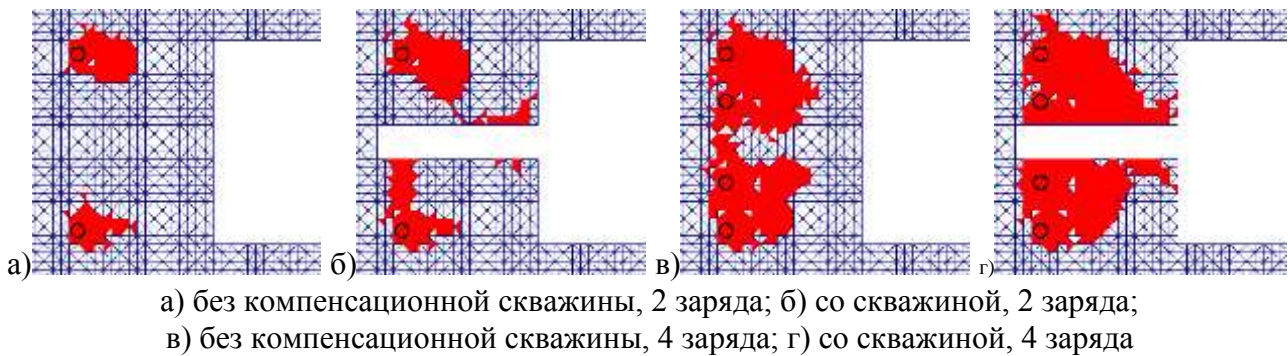 а) б) в) г)
а) без компенсационной скважины, 2 заряда; б) со скважиной, 2 заряда;
в) без компенсационной скважины, 4 заряда; г) со скважиной, 4 заряда